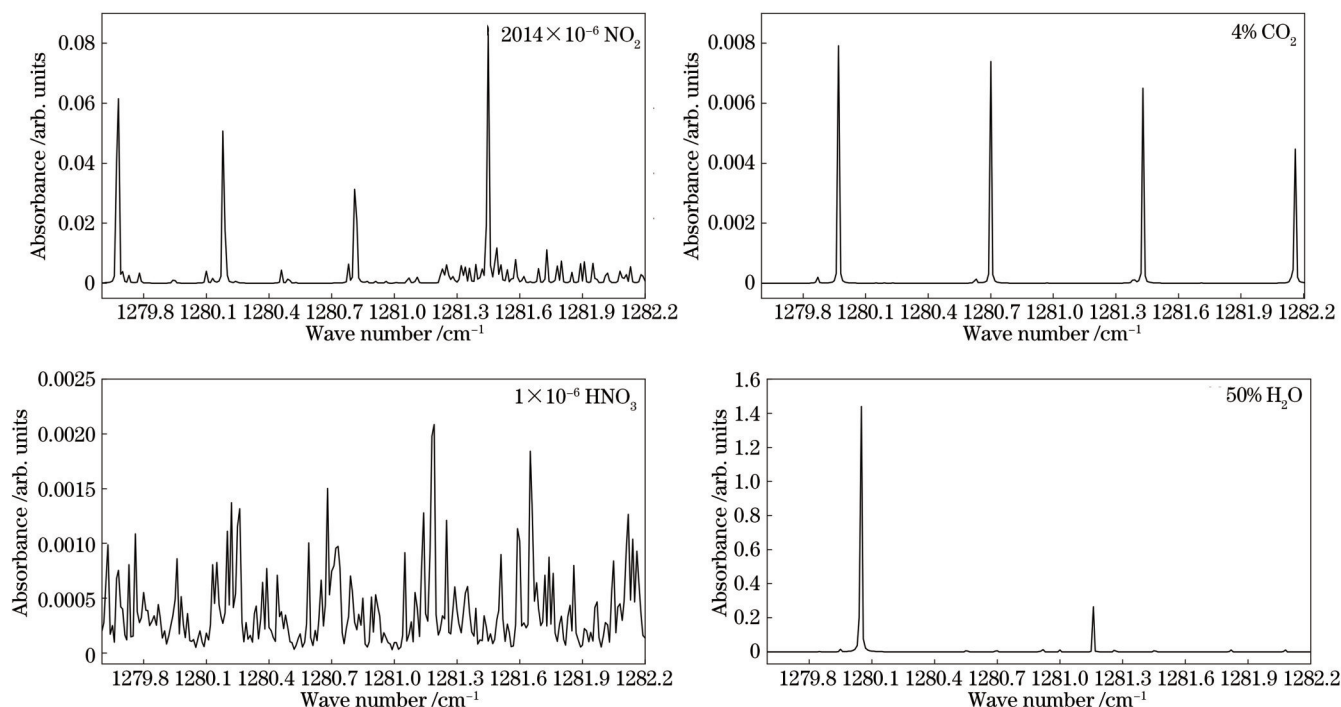 2014×10⁻⁶ NO₂
0.08
0.06
0.04
0.02
0
Absorbance /arb. units
1279.8 1280.1 1280.4 1280.7 1281.0 1281.3 1281.6 1281.9 1282.2
Wave number /cm⁻¹
4% CO₂
0.008
0.006
0.004
0.002
0
Absorbance /arb. units
1279.8 1280.1 1280.4 1280.7 1281.0 1281.3 1281.6 1281.9 1282.2
Wave number /cm⁻¹
1×10⁻⁶ HNO₃
0.0025
0.0020
0.0015
0.0010
0.0005
0
Absorbance /arb. units
1279.8 1280.1 1280.4 1280.7 1281.0 1281.3 1281.6 1281.9 1282.2
Wave number /cm⁻¹
50% H₂O
1.6
1.4
1.2
1.0
0.8
0.6
0.4
0.2
0
Absorbance /arb. units
1279.8 1280.1 1280.4 1280.7 1281.0 1281.3 1281.6 1281.9 1282.2
Wave number /cm⁻¹